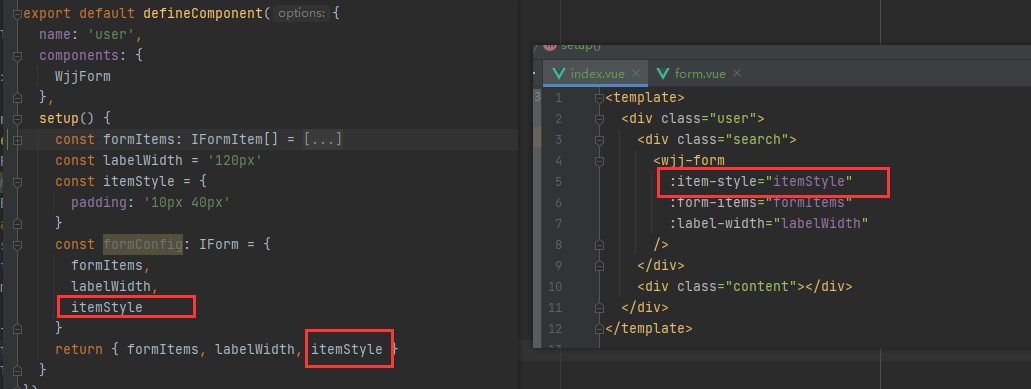 export default defineComponent( options: {
name: 'user',
components: {
WjjForm
},
setup() {
const formItems: IFormItem[] = [...]
const labelWidth = '120px'
const itemStyle = {
padding: '10px 40px'
}
const formConfig: IForm = {
formItems,
labelWidth,
itemStyle
}
return { formItems, labelWidth, itemStyle }
}
})
setup()
index.vue
form.vue
1 <template>
2 <div class="user">
3 <div class="search">
4 <wjj-form
5 :item-style="itemStyle"
6 :form-items="formItems"
7 :label-width="labelWidth"
8 />
9 </div>
10 <div class="content"></div>
11 </div>
12 </template>
13